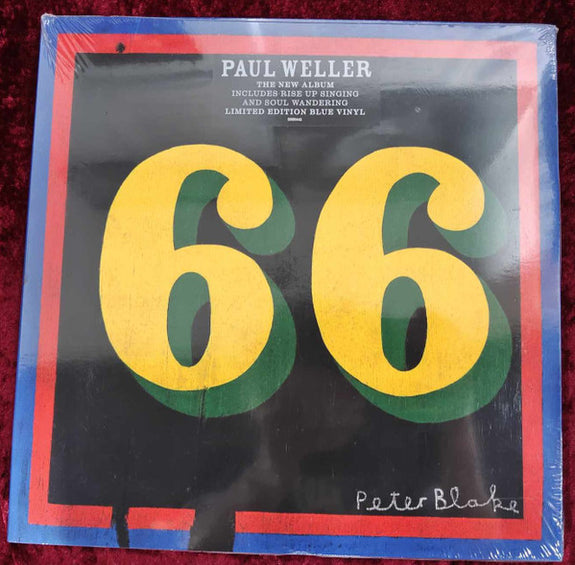 PAUL WELLER
THE NEW ALBUM
INCLUDES RISE UP SINGING
AND SOUL WANDERING
LIMITED EDITION BLUE VINYL
66
Peter Blake